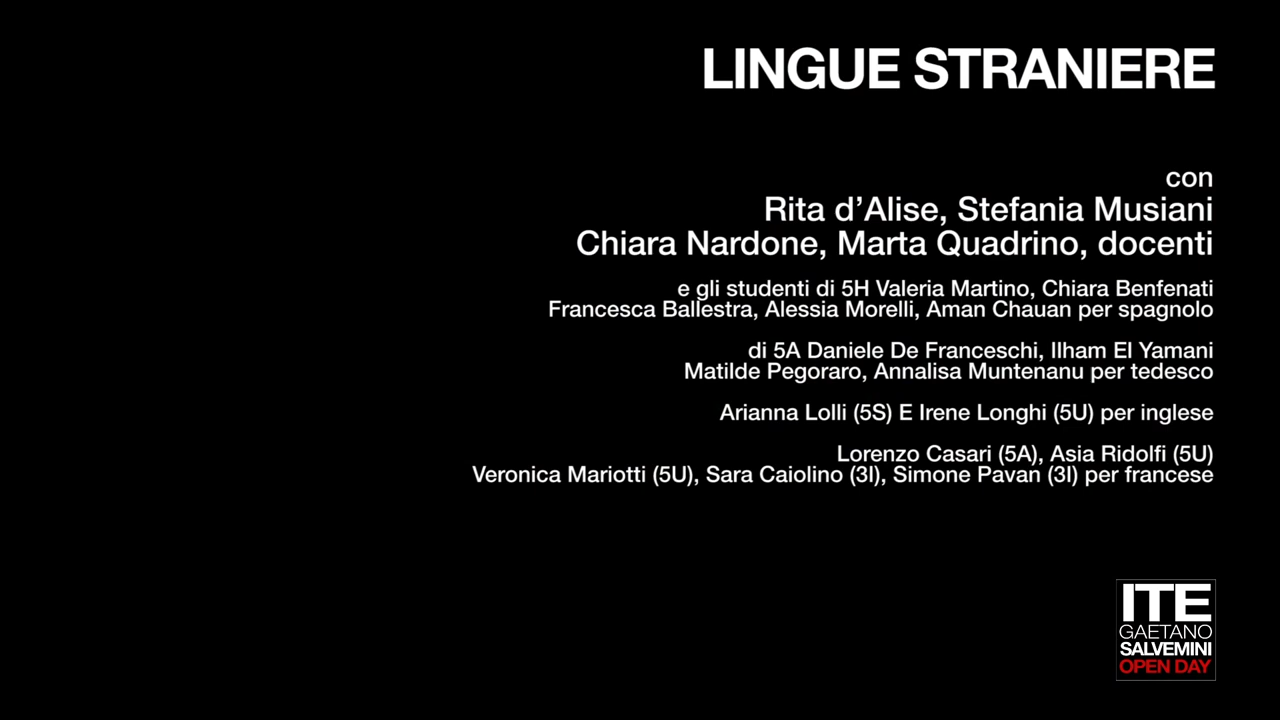 LINGUE STRANIERE
con
Rita d’Alise, Stefania Musiani
Chiara Nardone, Marta Quadrino, docenti
e gli studenti di 5H Valeria Martino, Chiara Benfenati
Francesca Ballestra, Alessia Morelli, Aman Chauan per spagnolo
di 5A Daniele De Franceschi, Ilham El Yamani
Matilde Pegoraro, Annalisa Muntenanu per tedesco
Arianna Lolli (5S) E Irene Longhi (5U) per inglese
Lorenzo Casari (5A), Asia Ridolfi (5U)
Veronica Mariotti (5U), Sara Caiolino (3I), Simone Pavan (3I) per francese
ITE
GAETANO
SALVEMINI
OPEN DAY